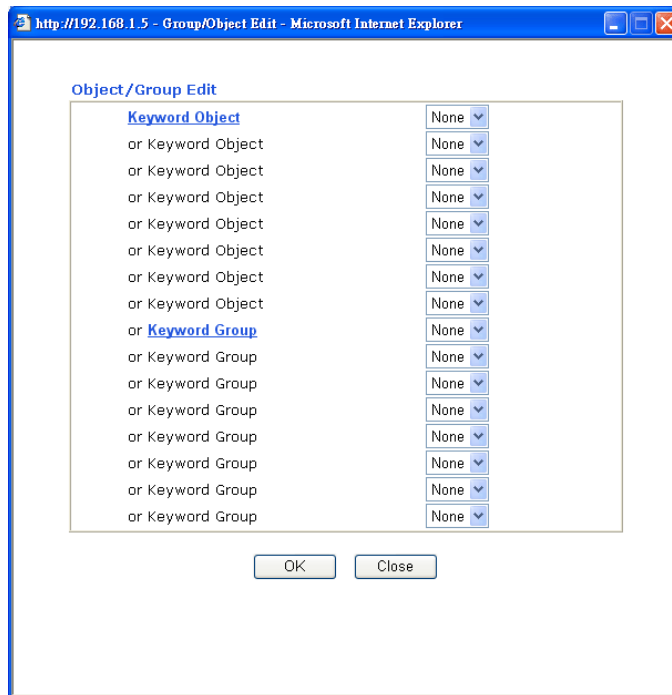 http://192.168.1.5 - Group/Object Edit - Microsoft Internet Explorer
Object/Group Edit
Keyword Object None
or Keyword Object None
or Keyword Object None
or Keyword Object None
or Keyword Object None
or Keyword Object None
or Keyword Object None
or Keyword Object None
or Keyword Group None
or Keyword Group None
or Keyword Group None
or Keyword Group None
or Keyword Group None
or Keyword Group None
or Keyword Group None
or Keyword Group None
OK Close